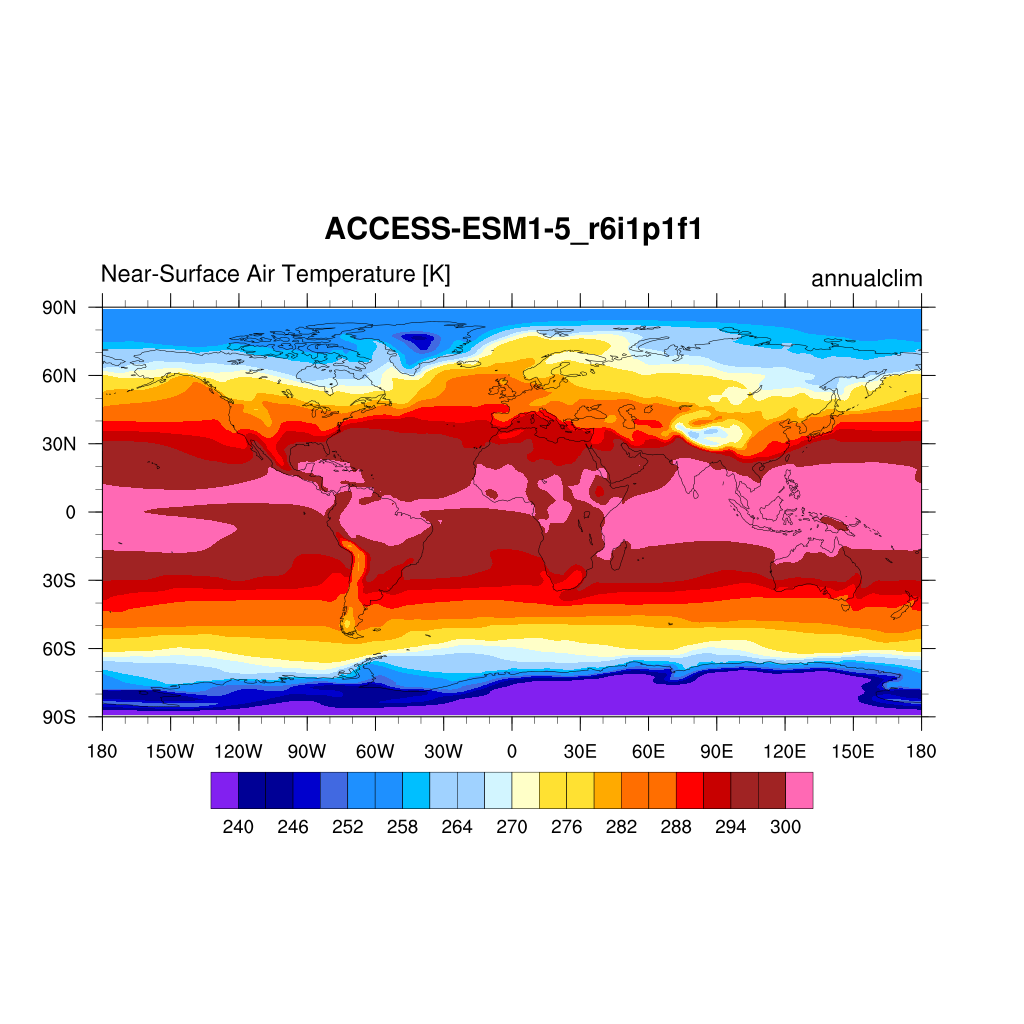 ACCESS-ESM1-5_r6i1p1f1
Near-Surface Air Temperature [K]
annualclim
90N
60N
30N
0
30S
60S
90S
180 150W 120W 90W 60W 30W 0 30E 60E 90E 120E 150E 180
240 246 252 258 264 270 276 282 288 294 300